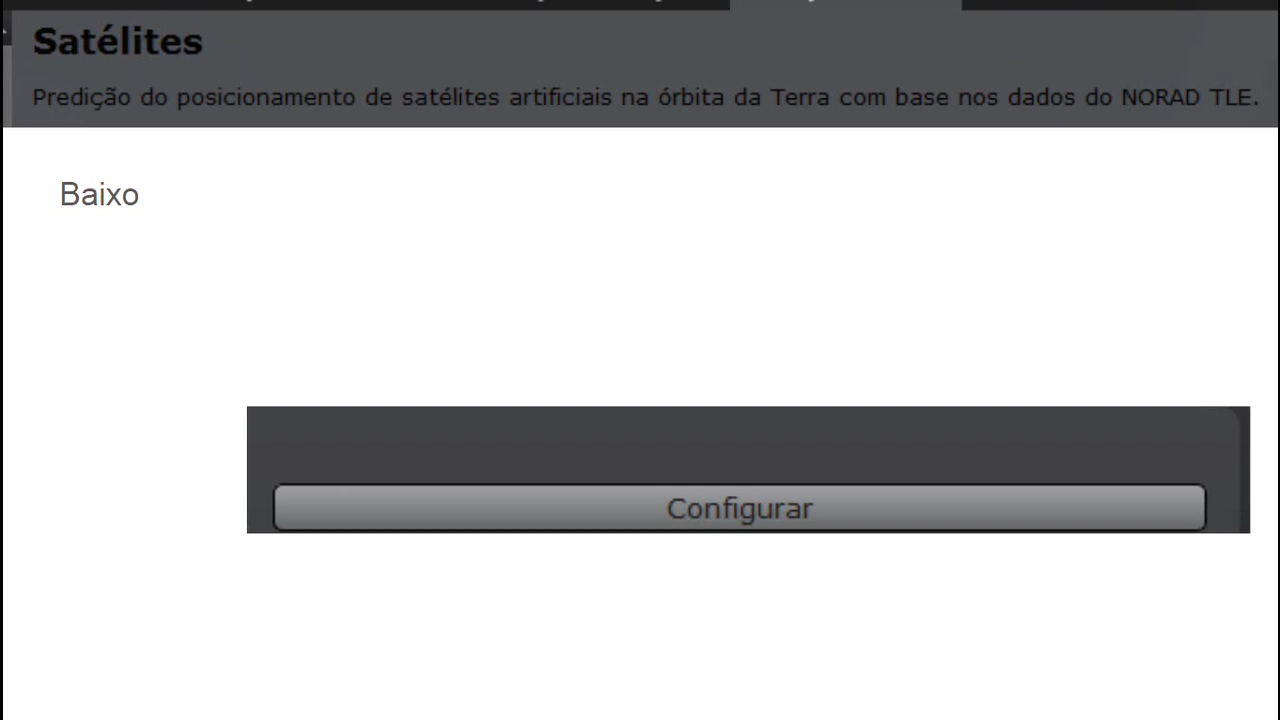 Satélites
Predição do posicionamento de satélites artificiais na órbita da Terra com base nos dados do NORAD TLE.
Baixo
Configurar